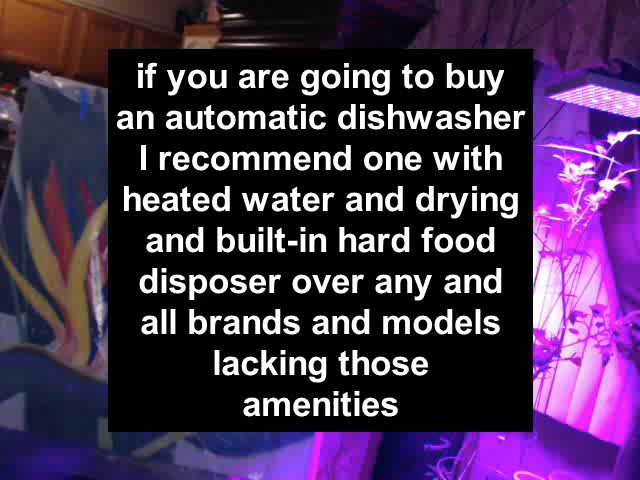 if you are going to buy
an automatic dishwasher
I recommend one with
heated water and drying
and built-in hard food
disposer over any and
all brands and models
lacking those
amenities